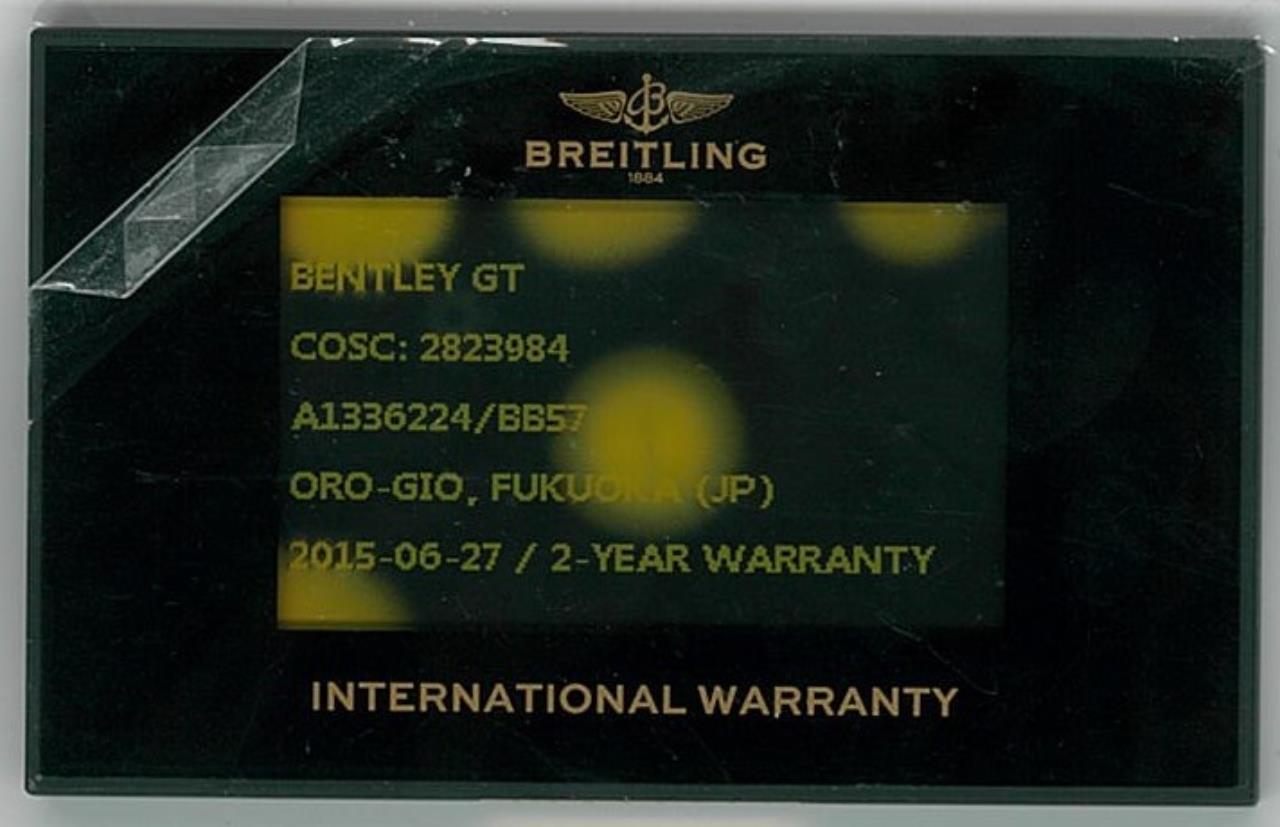 BREITLING
1884
BENTLEY GT
COSC: 2823984
A1336224/BB57
ORO-GIO, FUKUOKA (JP)
2015-06-27 / 2-YEAR WARRANTY
INTERNATIONAL WARRANTY